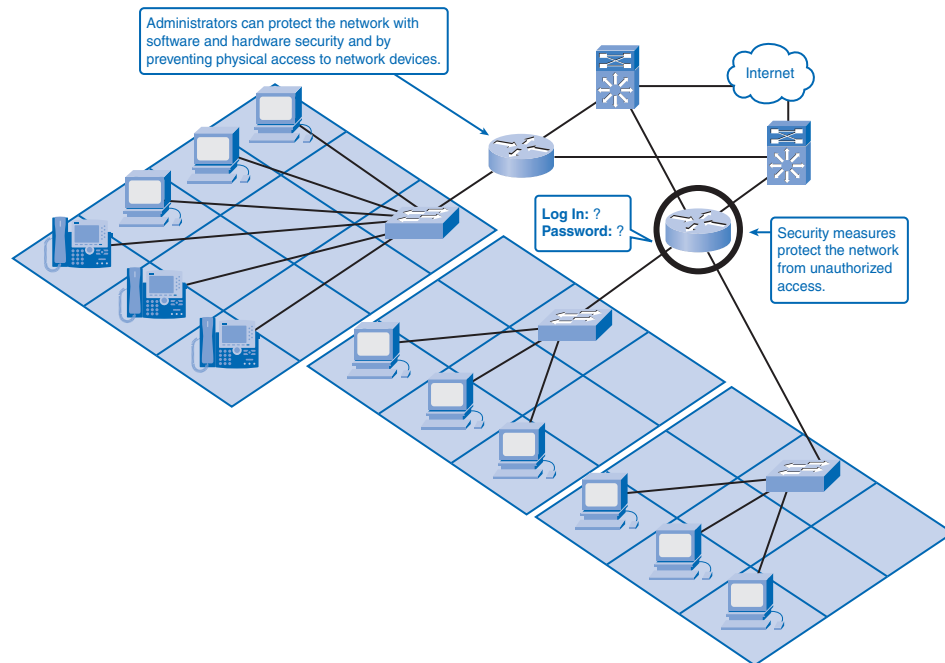 Administrators can protect the network with
software and hardware security and by
preventing physical access to network devices.
Internet
Log In: ?
Password: ?
Security measures
protect the network
from unauthorized
access.